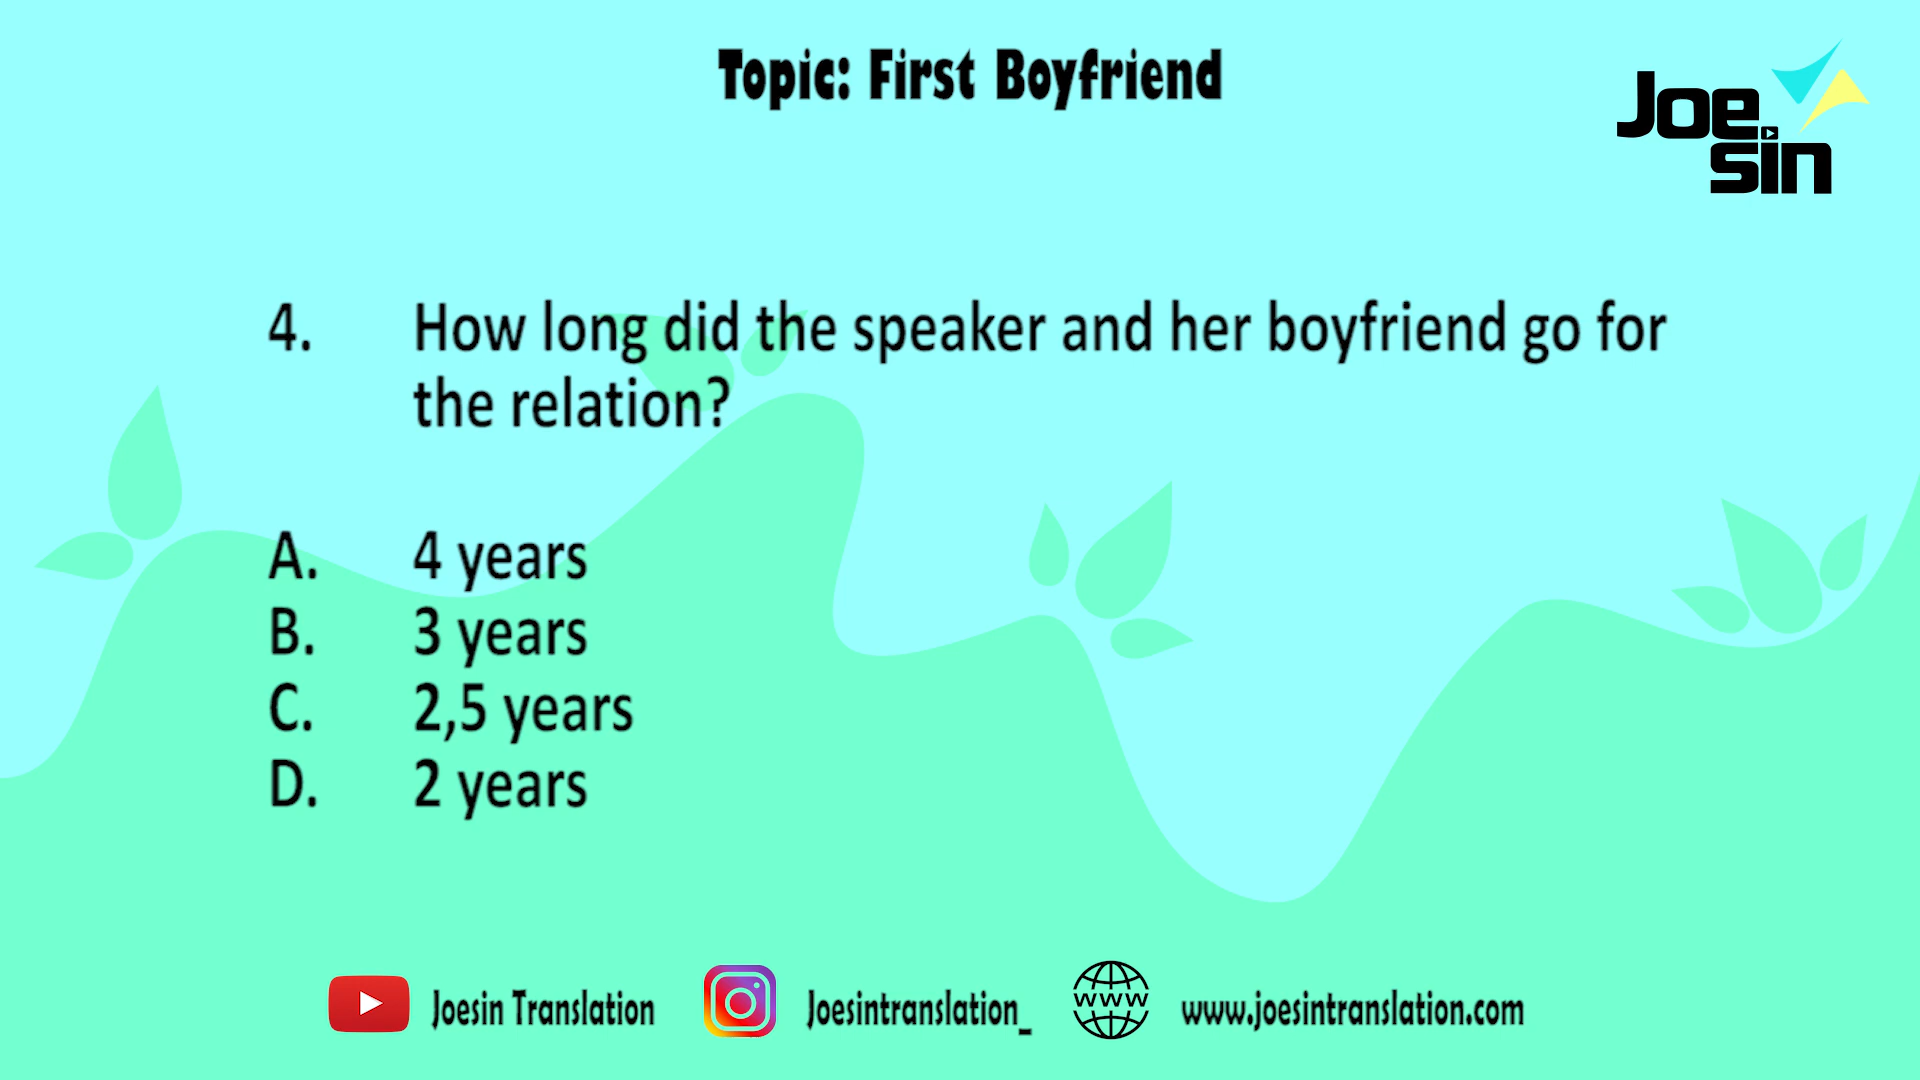 Topic: First Boyfriend
Joe
sin
4. How long did the speaker and her boyfriend go for
the relation?
A. 4 years
B. 3 years
C. 2,5 years
D. 2 years
Joesin Translation Joesintranslation_ www www.joesintranslation.com